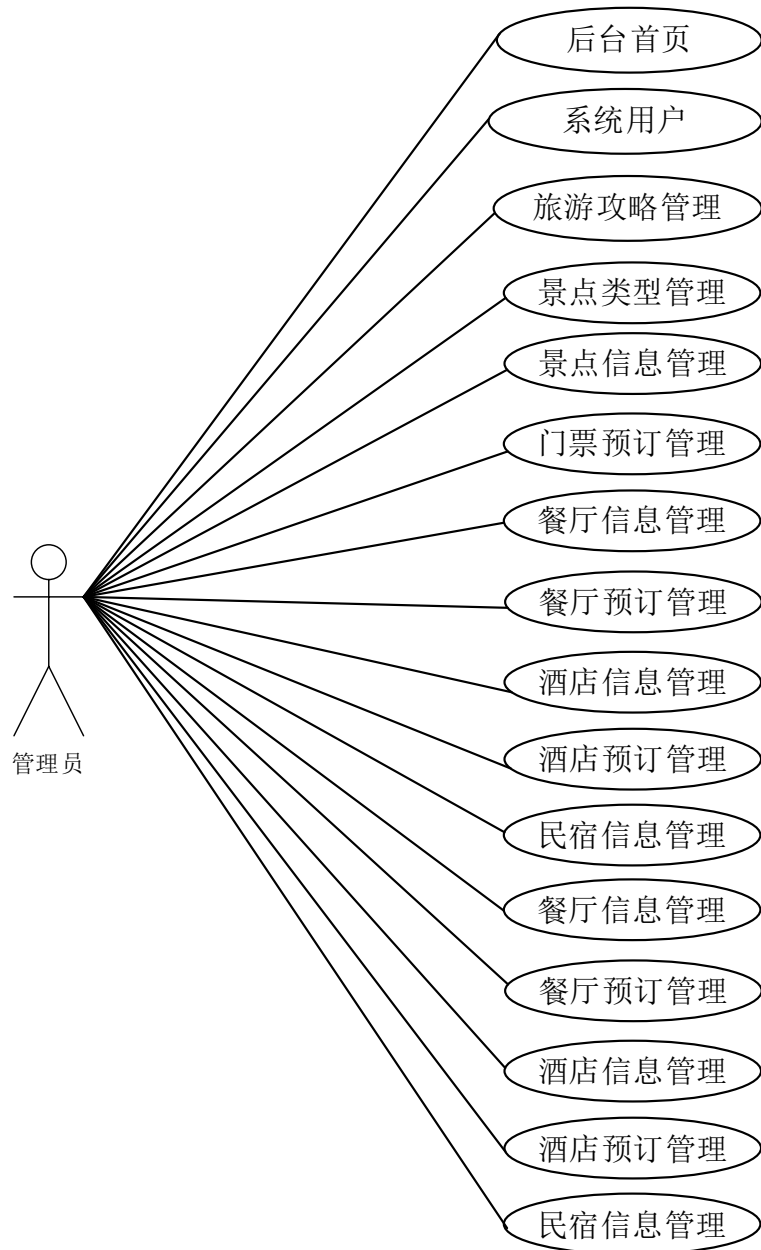 后台首页
系统用户
旅游攻略管理
景点类型管理
景点信息管理
门票预订管理
餐厅信息管理
餐厅预订管理
酒店信息管理
酒店预订管理
民宿信息管理
餐厅信息管理
餐厅预订管理
酒店信息管理
酒店预订管理
民宿信息管理
管理员